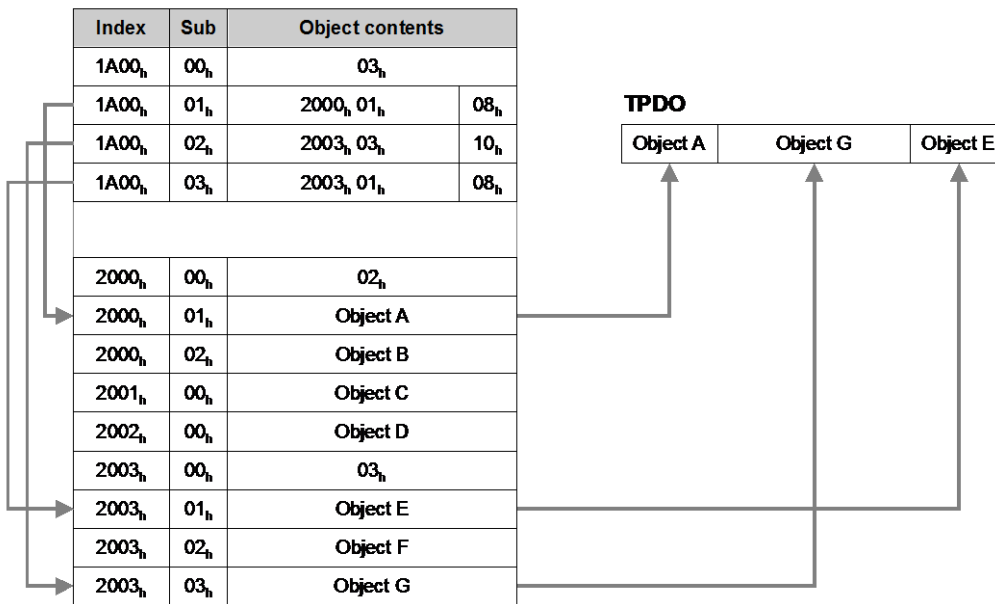 Index Sub Object contents
1A00h 00h 03h
1A00h 01h 2000h 01h 08h
1A00h 02h 2003h 03h 10h
1A00h 03h 2003h 01h 08h
2000h 00h 02h
2000h 01h Object A
2000h 02h Object B
2001h 00h Object C
2002h 00h Object D
2003h 00h 03h
2003h 01h Object E
2003h 02h Object F
2003h 03h Object G
TPDO
Object A Object G Object E